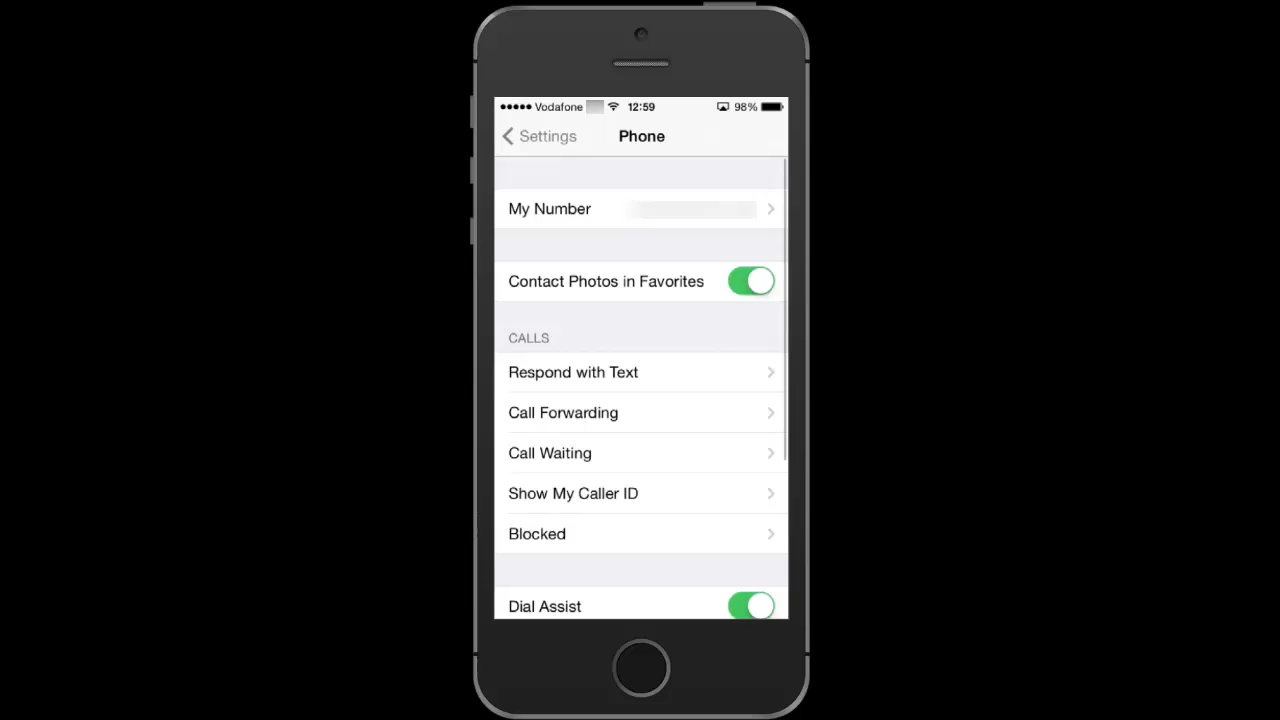 ●●●●● Vodafone 12:59 98%
Settings Phone
My Number
Contact Photos in Favorites
CALLS
Respond with Text
Call Forwarding
Call Waiting
Show My Caller ID
Blocked
Dial Assist